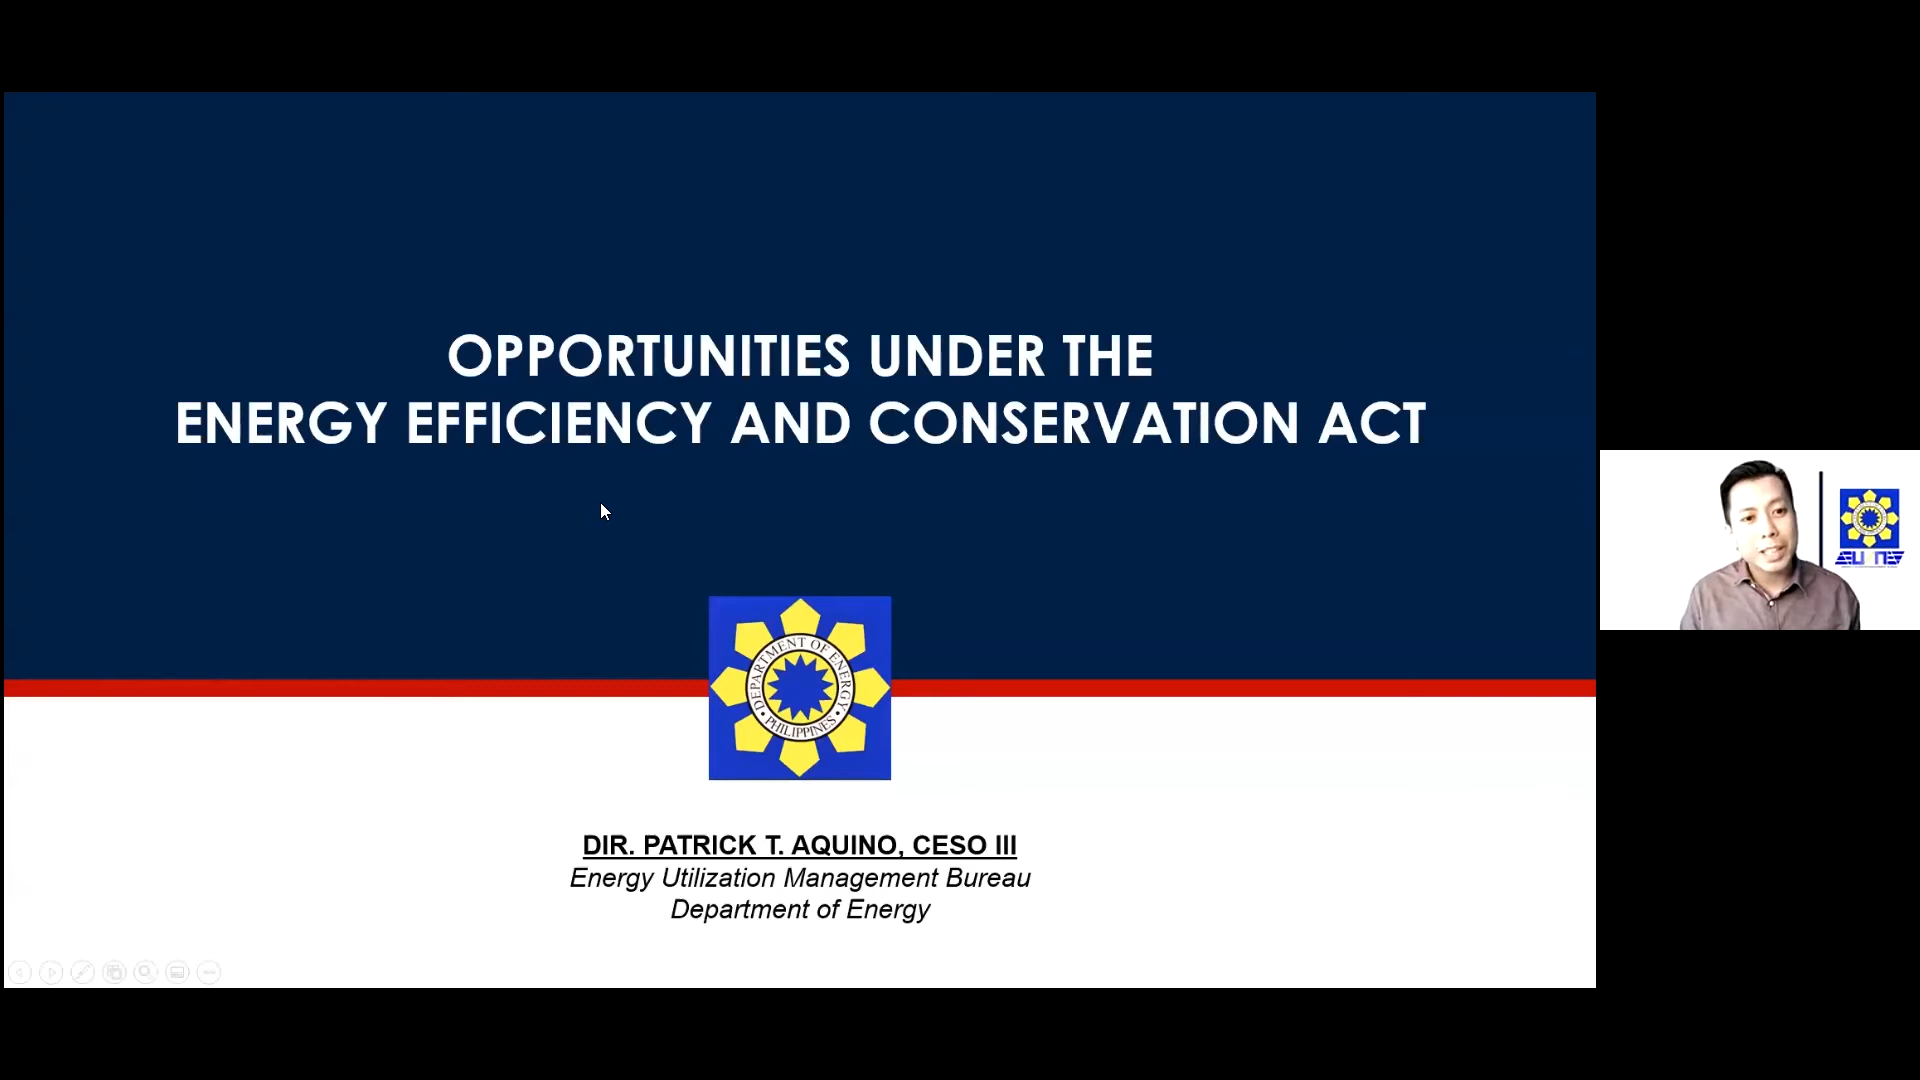 OPPORTUNITIES UNDER THE
ENERGY EFFICIENCY AND CONSERVATION ACT
DEPARTMENT OF ENERGY
• PHILIPPINES •
DIR. PATRICK T. AQUINO, CESO III
Energy Utilization Management Bureau
Department of Energy